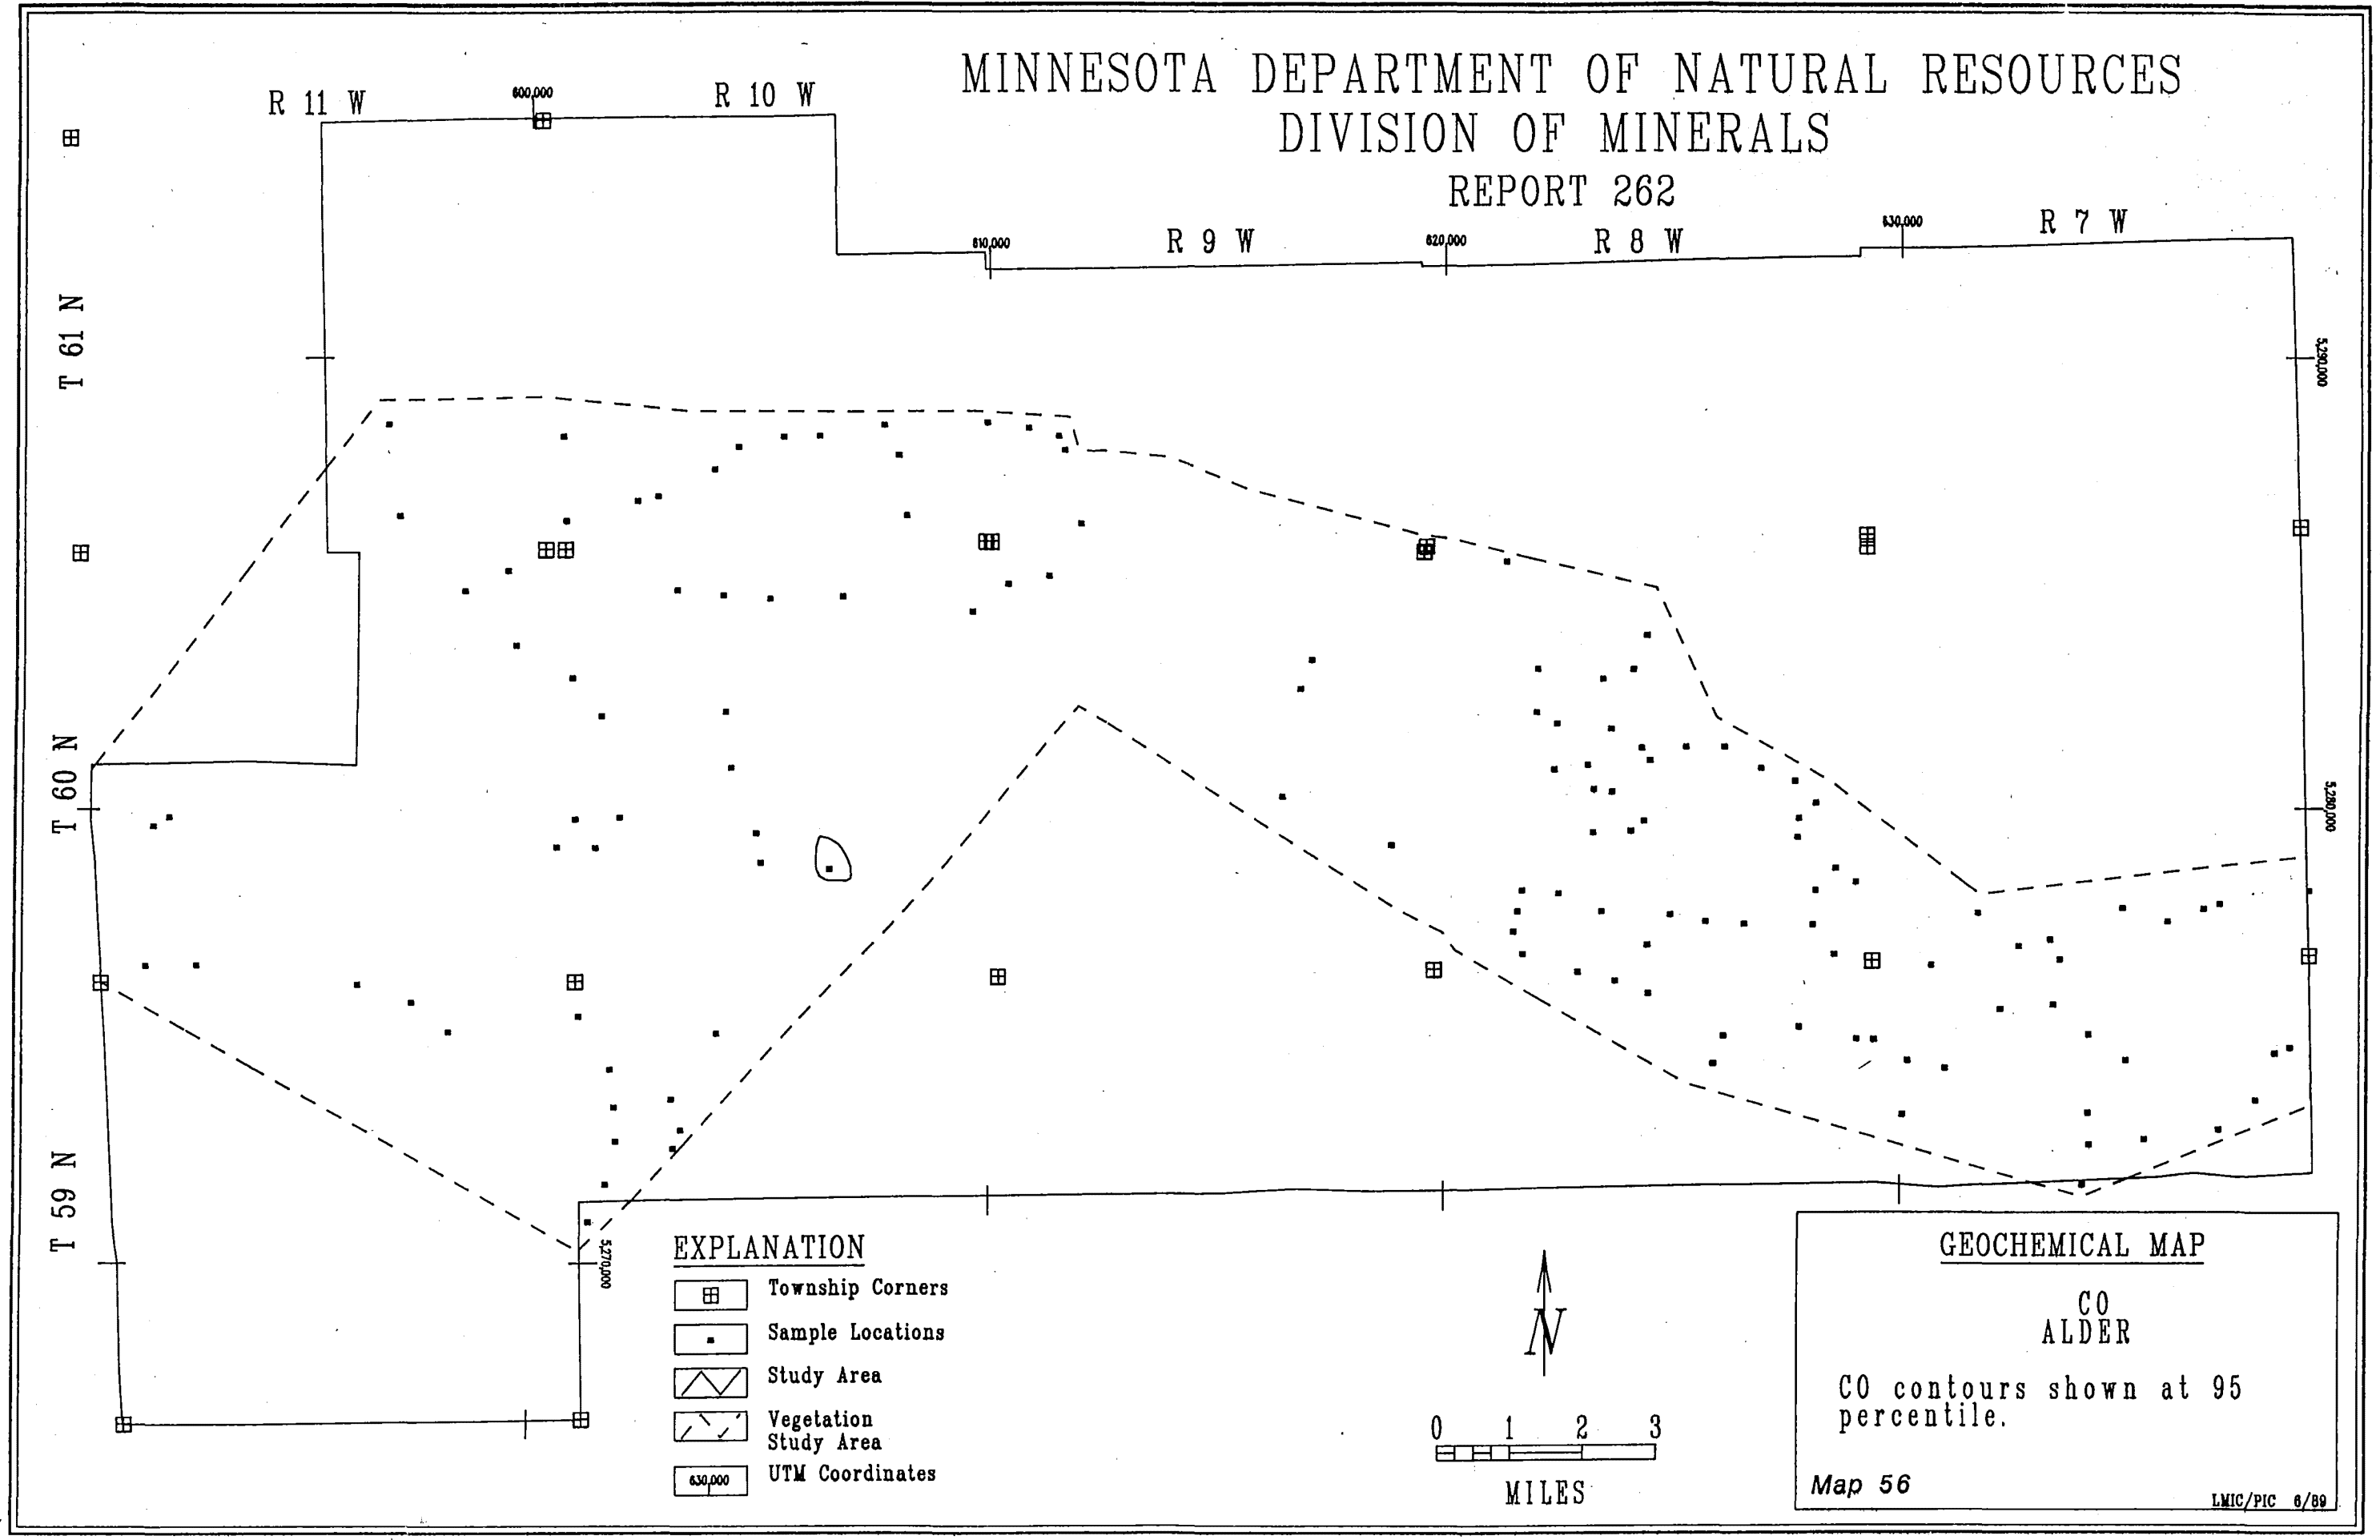 MINNESOTA DEPARTMENT OF NATURAL RESOURCES
DIVISION OF MINERALS
REPORT 262
R 11 W
600,000
R 10 W
610,000
R 9 W
620,000
R 8 W
630,000
R 7 W
T 61 N
5,290,000
T 60 N
5,280,000
T 59 N
5,270,000
EXPLANATION
Township Corners
Sample Locations
Study Area
Vegetation
Study Area
630,000
UTM Coordinates
N
0 1 2 3
MILES
GEOCHEMICAL MAP
CO
ALDER
CO contours shown at 95
percentile.
Map 56
LMIC/PIC 6/89